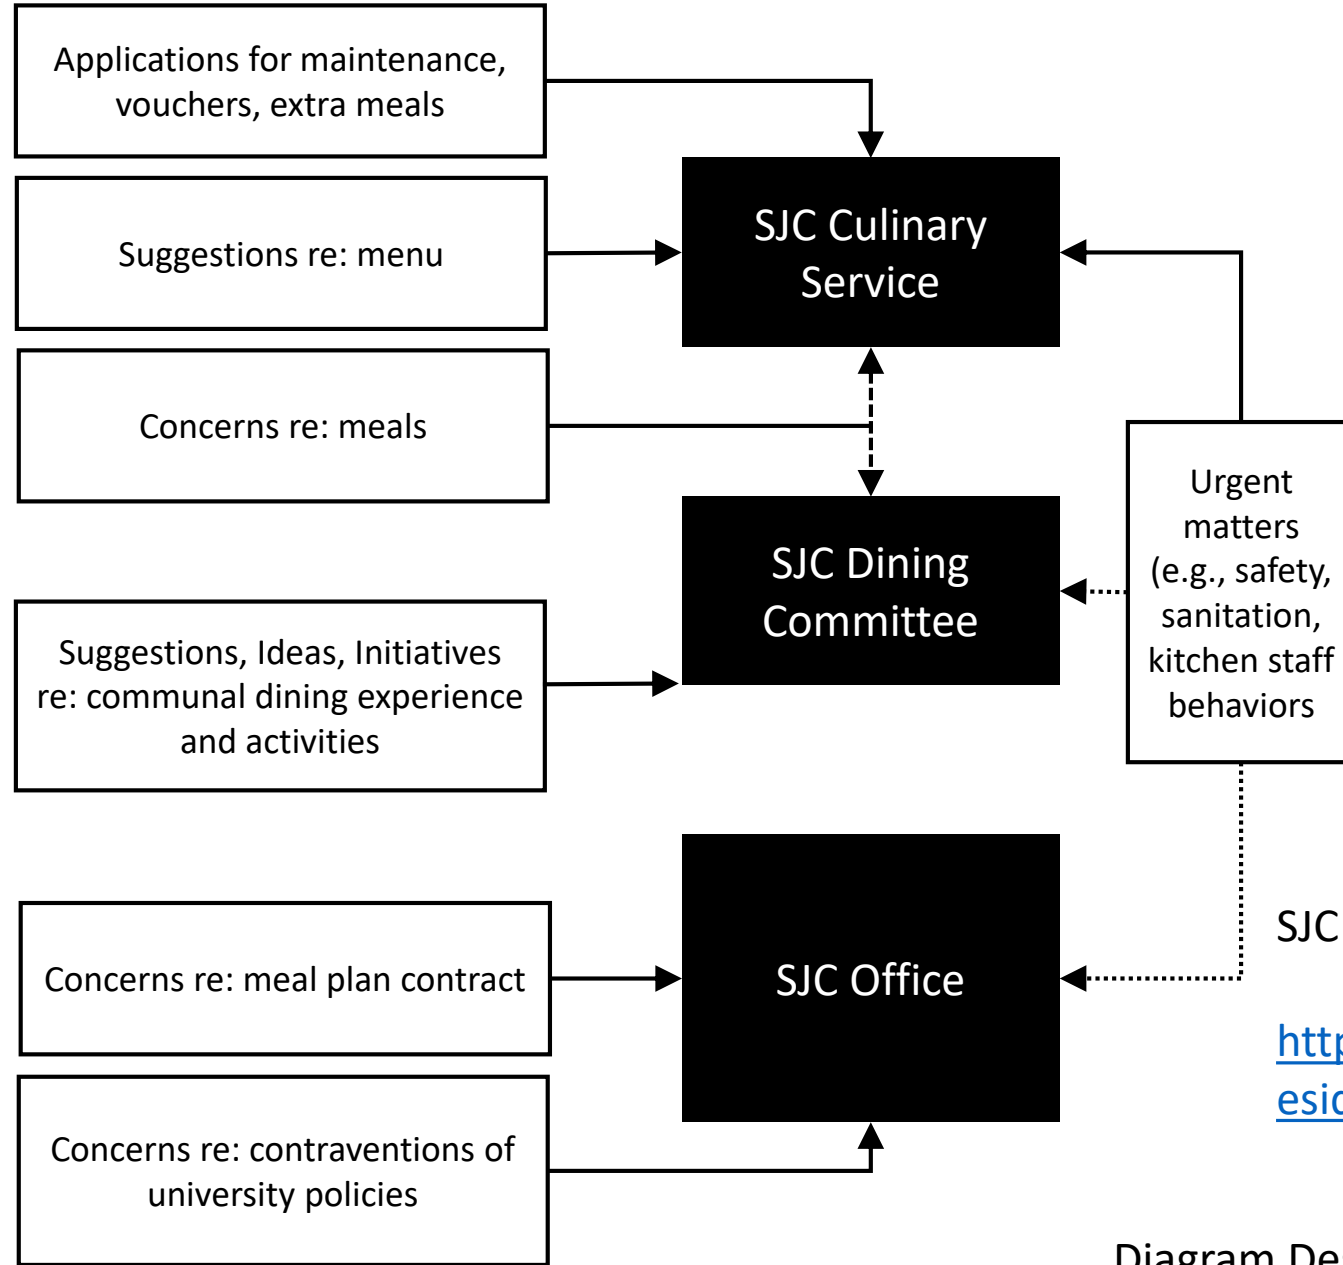 Applications for maintenance,
vouchers, extra meals
SJC Culinary
Service
Suggestions re: menu
Concerns re: meals
Urgent
matters
(e.g., safety,
sanitation,
kitchen staff
behaviors
SJC Dining
Committee
Suggestions, Ideas, Initiatives
re: communal dining experience
and activities
SJC Office
Concerns re: meal plan contract
Concerns re: contraventions of
university policies
SJC
Diagram